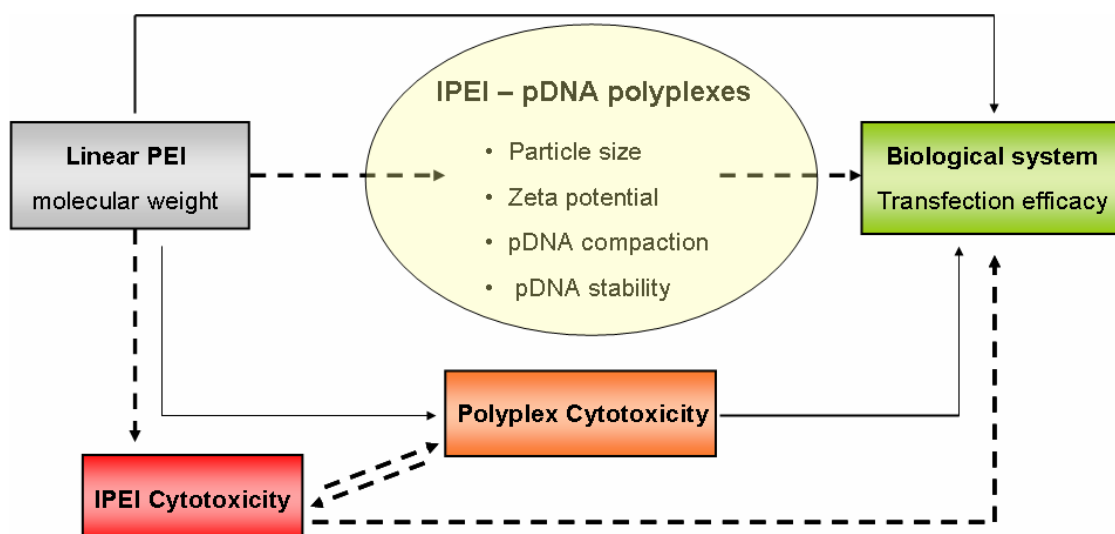 lPEI – pDNA polyplexes
• Particle size
• Zeta potential
• pDNA compaction
• pDNA stability
Linear PEI
molecular weight
Biological system
Transfection efficacy
Polyplex Cytotoxicity
lPEI Cytotoxicity